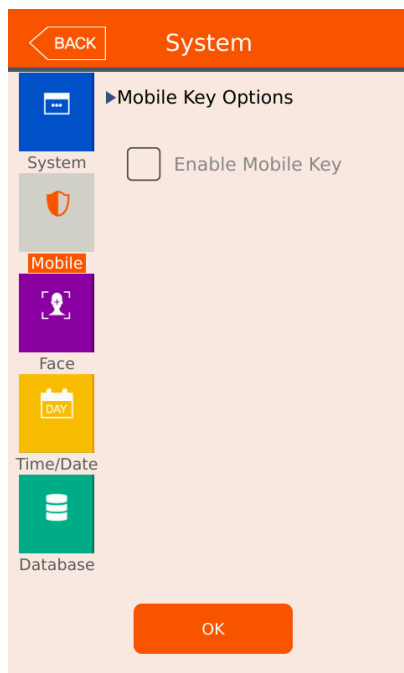 BACK
System
System
Mobile
Face
DAY
Time/Date
Database
▶Mobile Key Options
Enable Mobile Key
OK